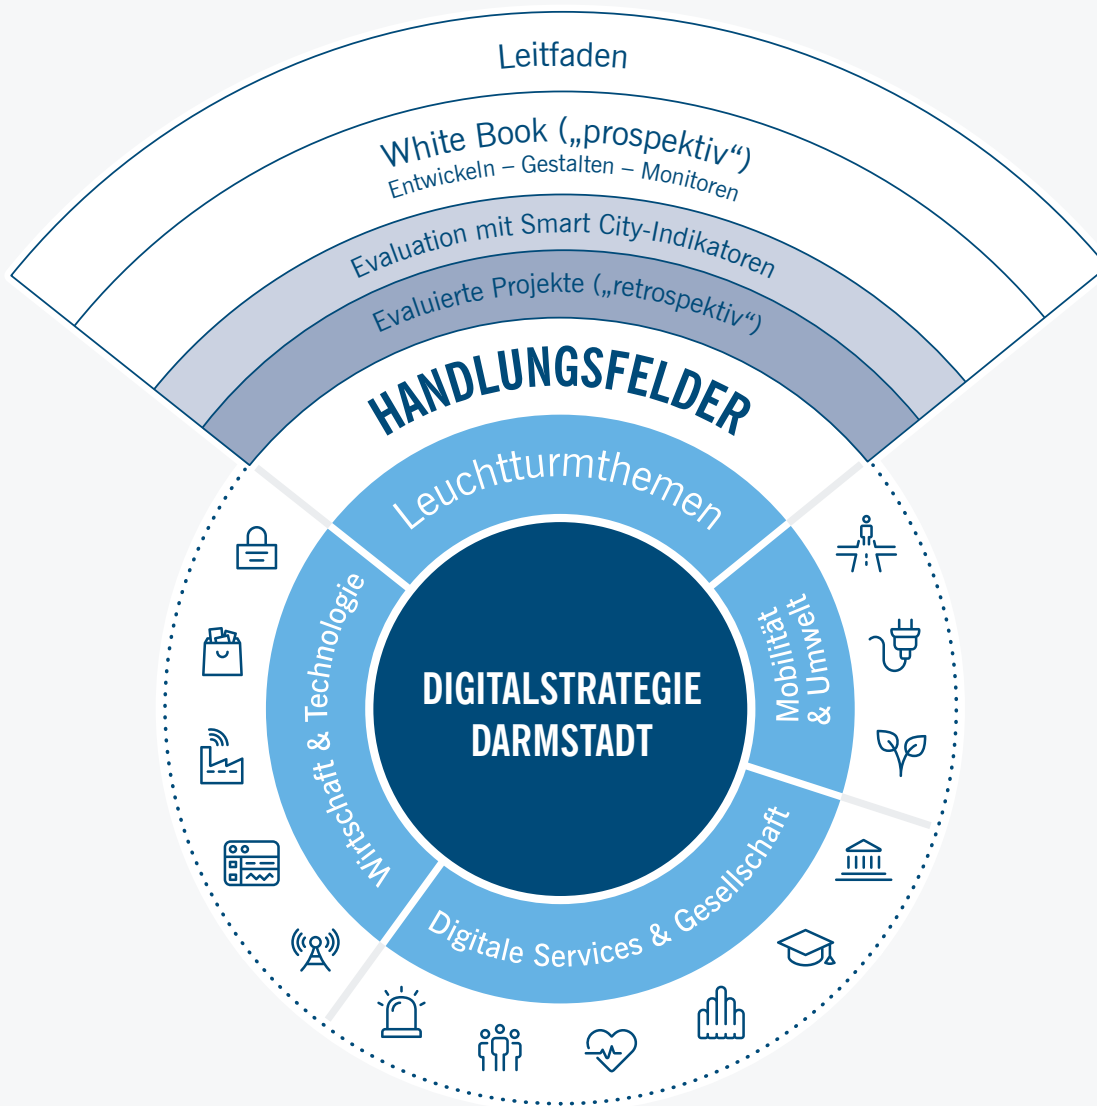 Leitfaden
White Book („prospektiv“)
Entwickeln – Gestalten – Monitoren
Evaluation mit Smart City-Indikatoren
Evaluierte Projekte („retrospektiv“)
HANDLUNGSFELDER
Leuchtturmthemen
Mobilität
& Umwelt
Digitale Services & Gesellschaft
Wirtschaft & Technologie
DIGITALSTRATEGIE
DARMSTADT